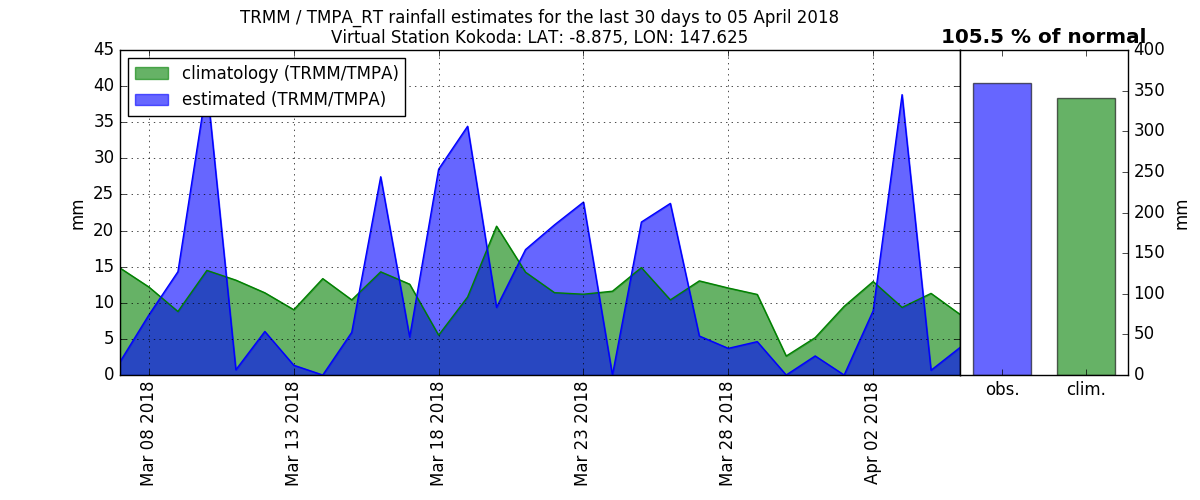 TRMM / TMPA_RT rainfall estimates for the last 30 days to 05 April 2018
Virtual Station Kokoda: LAT: -8.875, LON: 147.625
105.5 % of normal
climatology (TRMM/TMPA)
estimated (TRMM/TMPA)
45
40
35
30
25
20
15
10
5
0
mm
Mar 08 2018
Mar 13 2018
Mar 18 2018
Mar 23 2018
Mar 28 2018
Apr 02 2018
400
350
300
250
200
150
100
50
0
mm
obs.
clim.